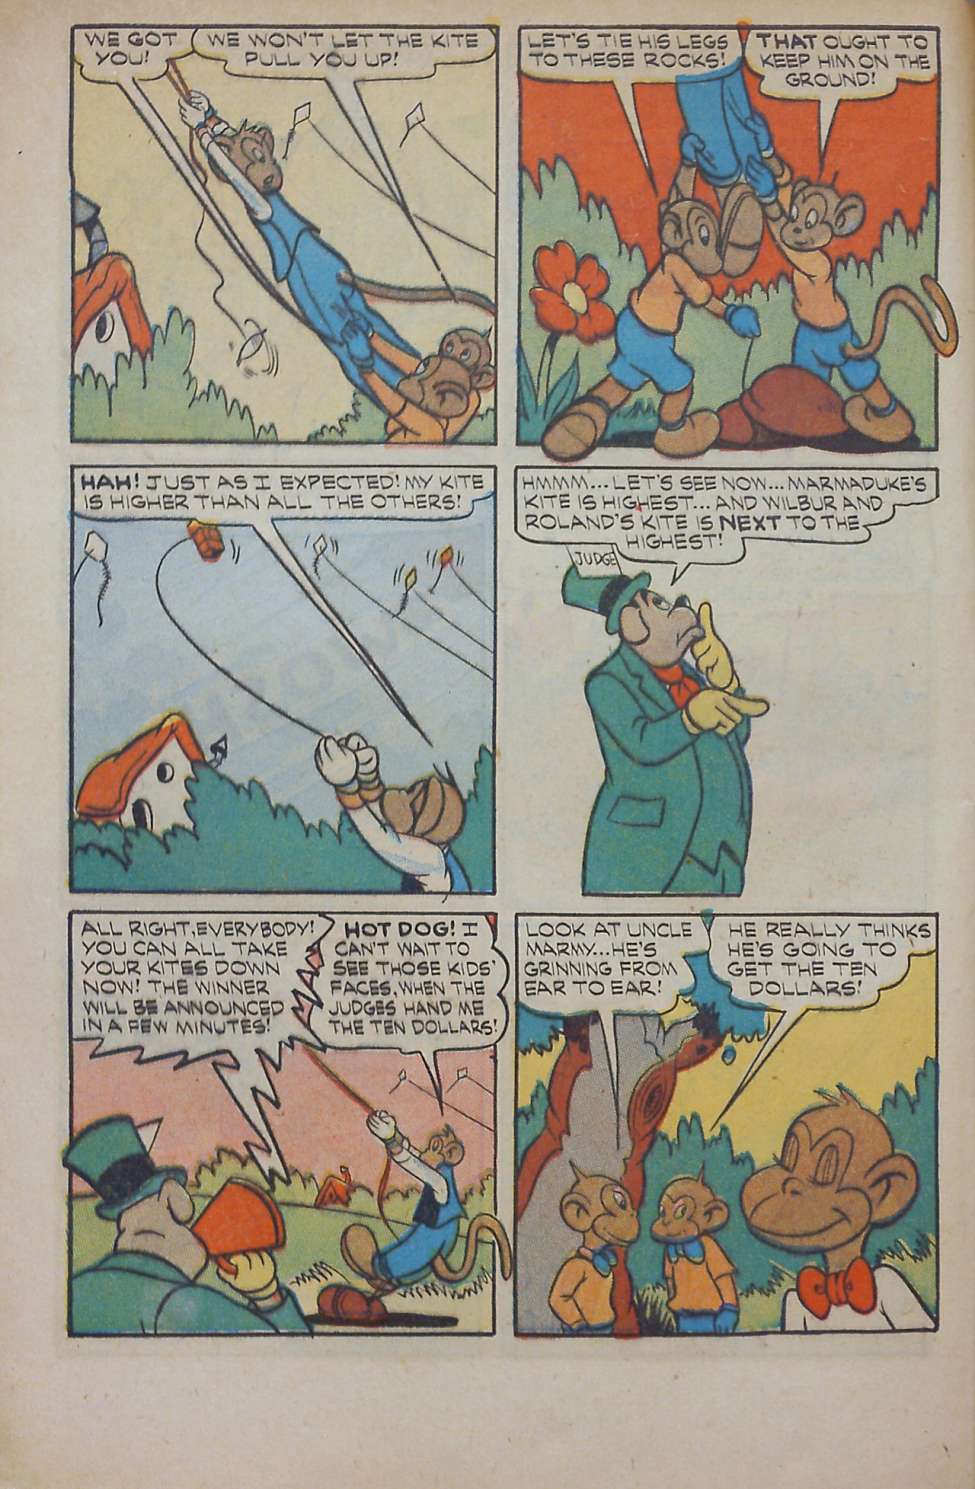 WE GOT
YOU!
WE WON'T LET THE KITE
PULL YOU UP!
LET'S TIE HIS LEGS
TO THESE ROCKS!
THAT OUGHT TO
KEEP HIM ON THE
GROUND!
HAH! JUST AS I EXPECTED! MY KITE
IS HIGHER THAN ALL THE OTHERS!
HMMM... LET'S SEE NOW... MARMADUKE'S
KITE IS HIGHEST... AND WILBUR AND
ROLAND'S KITE IS NEXT TO THE
HIGHEST!
JUDGE
ALL RIGHT, EVERYBODY!
YOU CAN ALL TAKE
YOUR KITES DOWN
NOW! THE WINNER
WILL BE ANNOUNCED
IN A FEW MINUTES!
HOT DOG! I
CAN'T WAIT TO
SEE THOSE KIDS'
FACES, WHEN THE
JUDGES HAND ME
THE TEN DOLLARS!
LOOK AT UNCLE
MARMY... HE'S
GRINNING FROM
EAR TO EAR!
HE REALLY THINKS
HE'S GOING TO
GET THE TEN
DOLLARS!